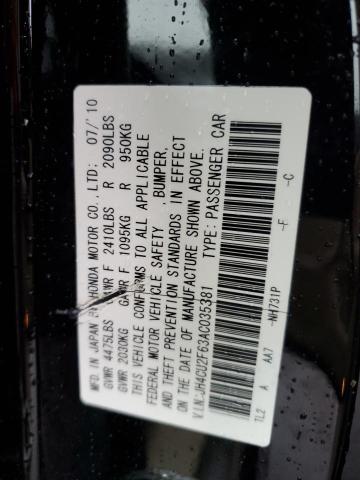 MFD. IN JAPAN BY HONDA MOTOR CO., LTD: 07/'10
GVWR 4475LBS GAWR F 2410LBS R 2090LBS
GVWR 2030KG GAWR F 1095KG R 950KG
THIS VEHICLE CONFORMS TO ALL APPLICABLE
FEDERAL MOTOR VEHICLE SAFETY , BUMPER,
AND THEFT PREVENTION STANDARDS IN EFFECT
ON THE DATE OF MANUFACTURE SHOWN ABOVE.
V.I.N: JH4CU2F63AC035381 TYPE: PASSENGER CAR
TL2 A AA7 -NH731P -F -C